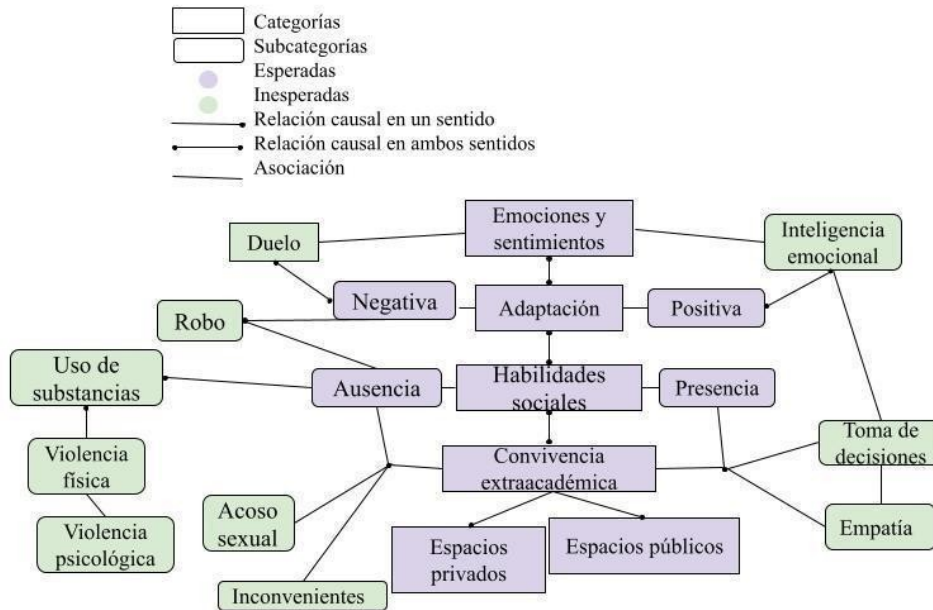 Categorías
Subcategorías
Esperadas
Inesperadas
Relación causal en un sentido
Relación causal en ambos sentidos
Asociación
Emociones y
sentimientos
Duelo
Inteligencia
emocional
Negativa
Adaptación
Positiva
Robo
Uso de
substancias
Ausencia
Habilidades
sociales
Presencia
Violencia
física
Convivencia
extraacadémica
Toma de
decisiones
Acoso
sexual
Violencia
psicológica
Espacios
privados
Espacios públicos
Empatía
Inconvenientes